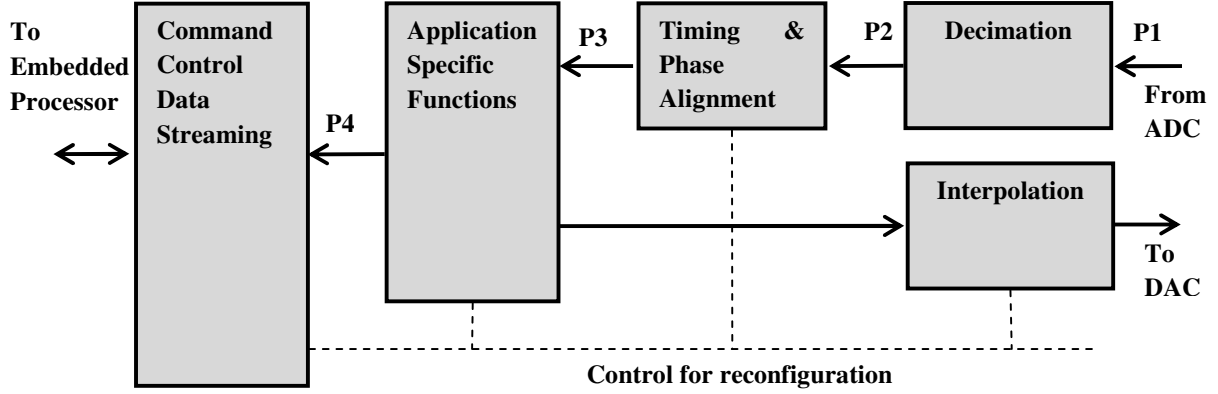 To
Embedded
Processor
Command
Control
Data
Streaming
P4
Application
Specific
Functions
P3
Timing &
Phase
Alignment
P2
Decimation
P1
From
ADC
Interpolation
To
DAC
Control for reconfiguration